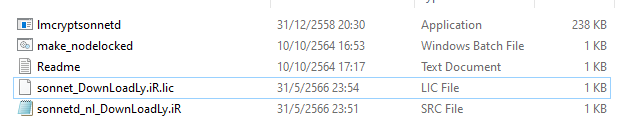 lmcryptsonnetd 31/12/2558 20:30 Application 238 KB
make_nodelocked 10/10/2564 16:53 Windows Batch File 1 KB
Readme 10/10/2564 17:17 Text Document 1 KB
sonnet_DownLoadLy.iR.lic 31/5/2566 23:54 LIC File 1 KB
sonnetd_nl_DownLoadLy.iR 31/5/2566 23:51 SRC File 1 KB